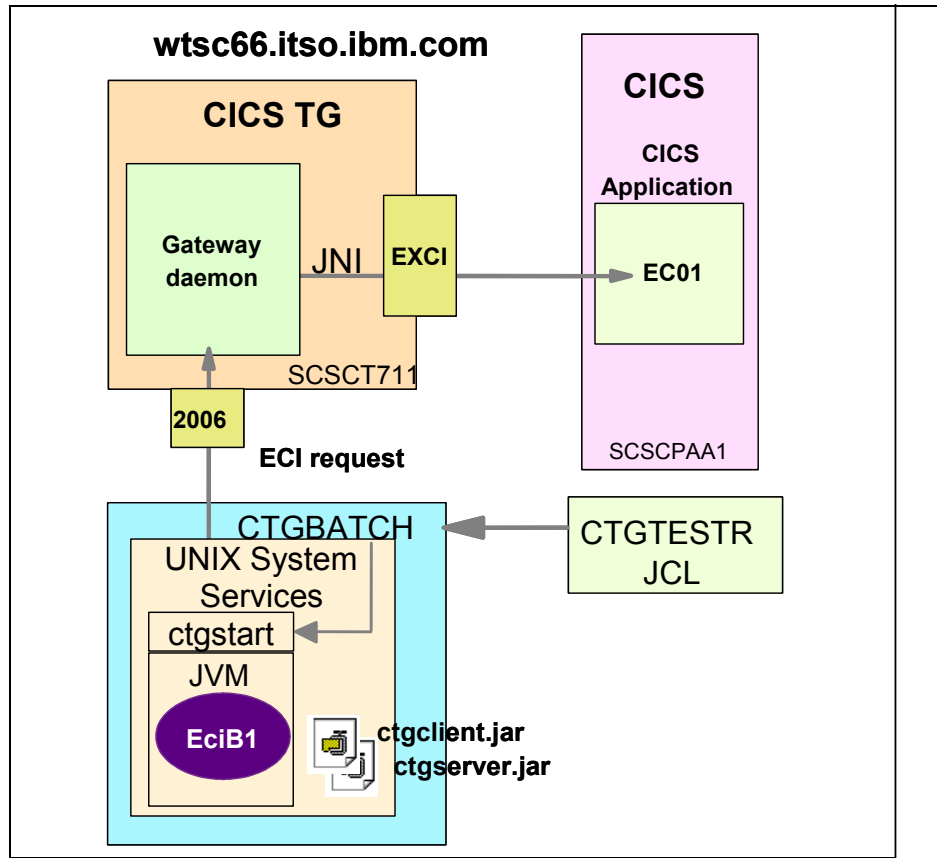 wtsc66.itso.ibm.com
CICS TG
Gateway
daemon
JNI
EXCI
SCSCT711
2006
ECI request
CICS
CICS
Application
EC01
SCSCPAA1
CTGBATCH
UNIX System
Services
ctgstart
JVM
EciB1
ctgclient.jar
ctgserver.jar
CTGTESTR
JCL